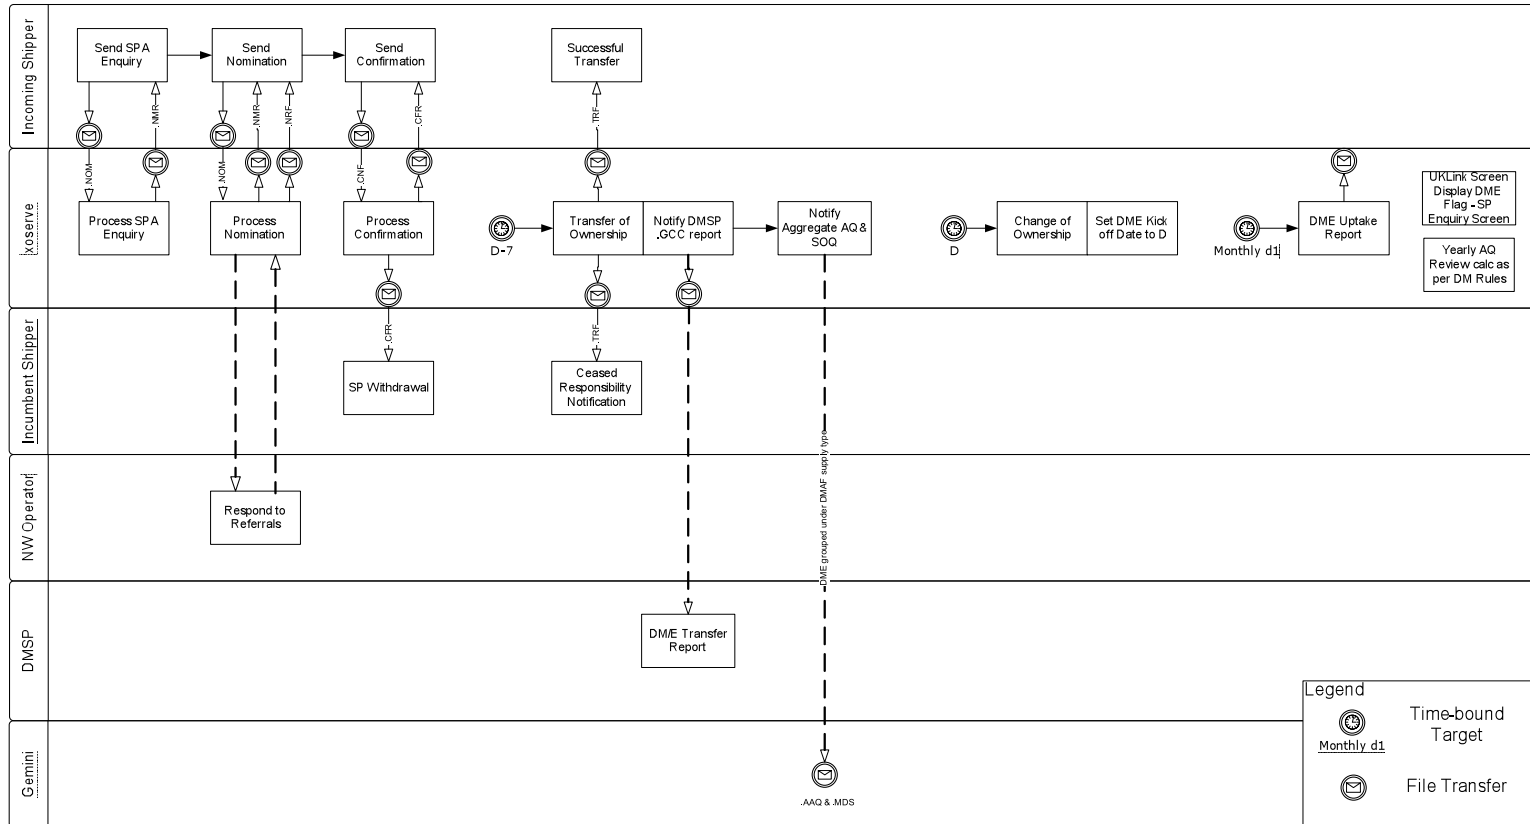 Incoming Shipper
Send SPA
Enquiry
Send
Nomination
Send
Confirmation
Successful
Transfer
.NOM
.NMR
.NOM
.NMR
.NRF
.CNF
.CFR
.TRF
xoserve
Process SPA
Enquiry
Process
Nomination
Process
Confirmation
D-7
Transfer of
Ownership
Notify DMSP
.GCC report
Notify
Aggregate AQ &
SOQ
D
Change of
Ownership
Set DME Kick
off Date to D
Monthly d1
DME Uptake
Report
UKLink Screen
Display DME
Flag - SP
Enquiry Screen
Yearly AQ
Review calc as
per DM Rules
Incumbent Shipper
.CFR
.TRF
SP Withdrawal
Ceased
Responsibility
Notification
DME grouped under DMAF supply type
NW Operator
Respond to
Referrals
DMSP
DM/E Transfer
Report
Gemini
.AAQ & .MDS
Legend
Monthly d1
Time-bound
Target
File Transfer